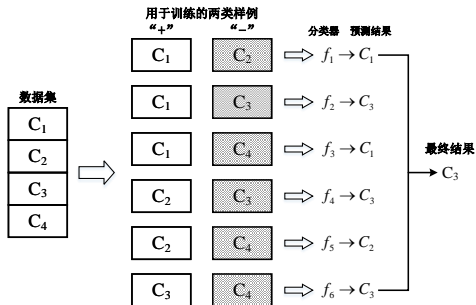 用于训练的两类样例
“+” “−” 分类器 预测结果
C₁ C₂ f₁ → C₁
数据集
C₁
C₂
C₃
C₄
C₁ C₃ f₂ → C₃
C₁ C₄ f₃ → C₁
C₂ C₃ f₄ → C₃
C₂ C₄ f₅ → C₂
C₃ C₄ f₆ → C₃
最终结果
C₃